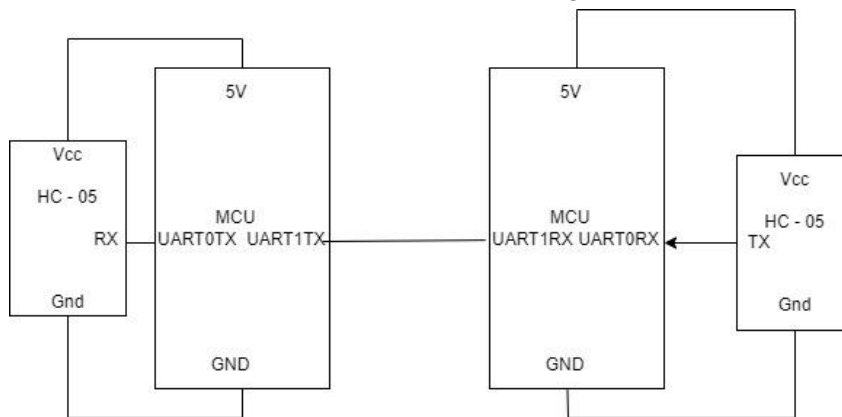 5V
Vcc
HC - 05
MCU
RX
UART0TX UART1TX
Gnd
GND
5V
Vcc
HC - 05
MCU
UART1RX UART0RX
TX
Gnd
GND